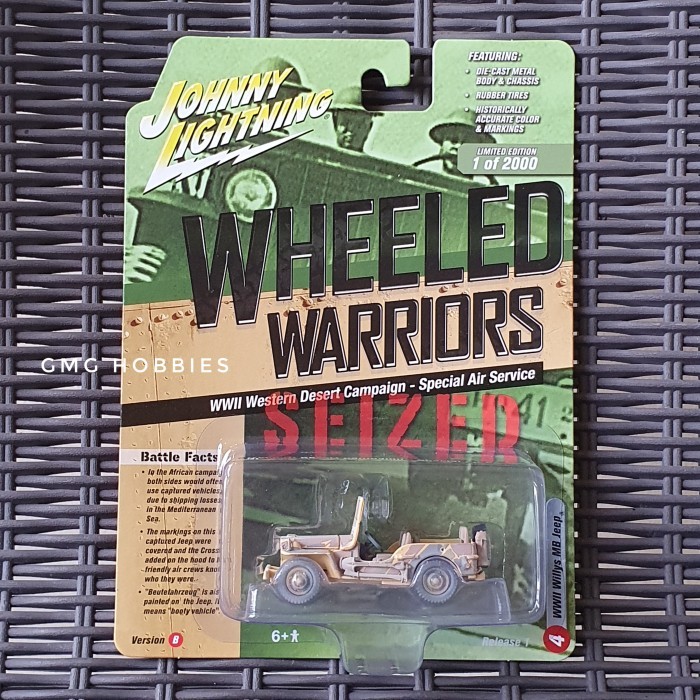 JOHNNY
LIGHTNING
FEATURING:
• DIE-CAST METAL
BODY & CHASSIS
• RUBBER TIRES
• HISTORICALLY
ACCURATE COLOR
& MARKINGS
LIMITED EDITION
1 of 2000
WHEELED
WARRIORS
GMG HOBBIES
WWII Western Desert Campaign - Special Air Service
SEIZED
41
Battle Facts
• In the African
both sides would
use captured vehicles
due to shipping losses
in the Mediterranean
Sea.
• The markings on this
captured Jeep were
covered and the Cross
added on the hood to
friendly air crews
who they were.
• "Beutefahrzeug" is
painted on the Jeep. It
means "booty vehicle"
WWII Willys MB Jeep
4
Version B
6+
Release 1